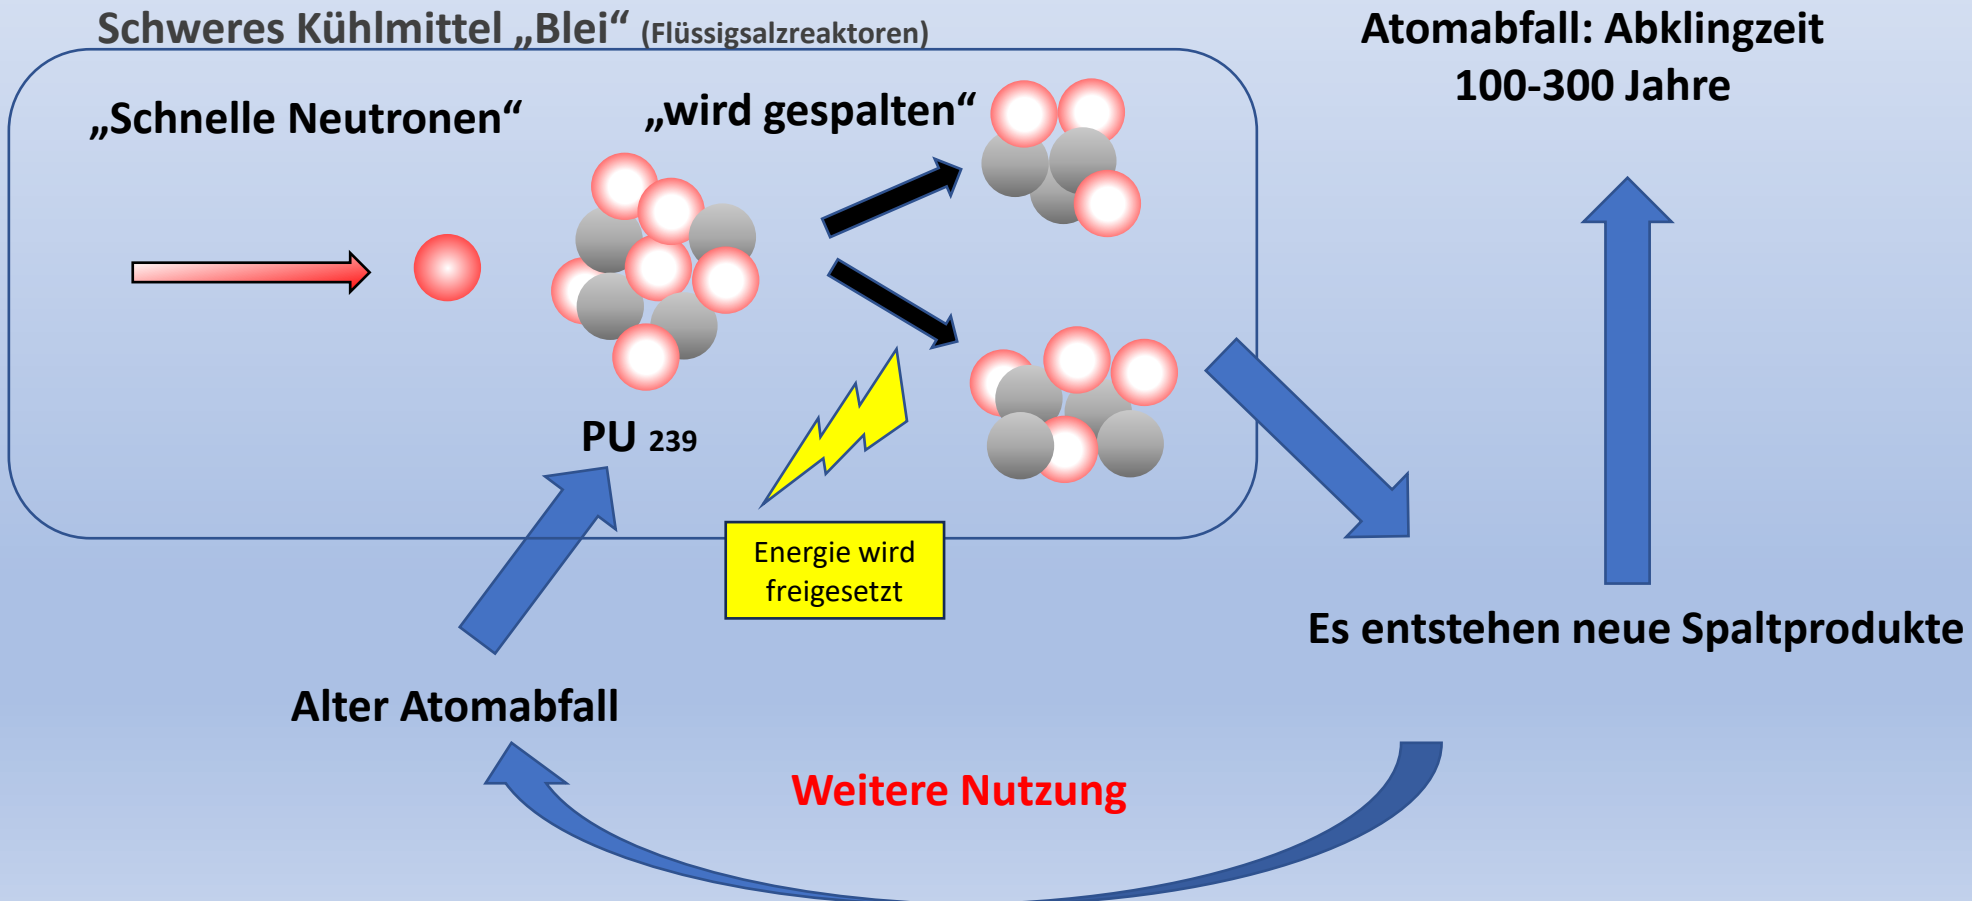 Schweres Kühlmittel „Blei“ (Flüssigsalzreaktoren)
Atomabfall: Abklingzeit
100-300 Jahre
„Schnelle Neutronen“
„wird gespalten“
PU 239
Energie wird
freigesetzt
Es entstehen neue Spaltprodukte
Alter Atomabfall
Weitere Nutzung